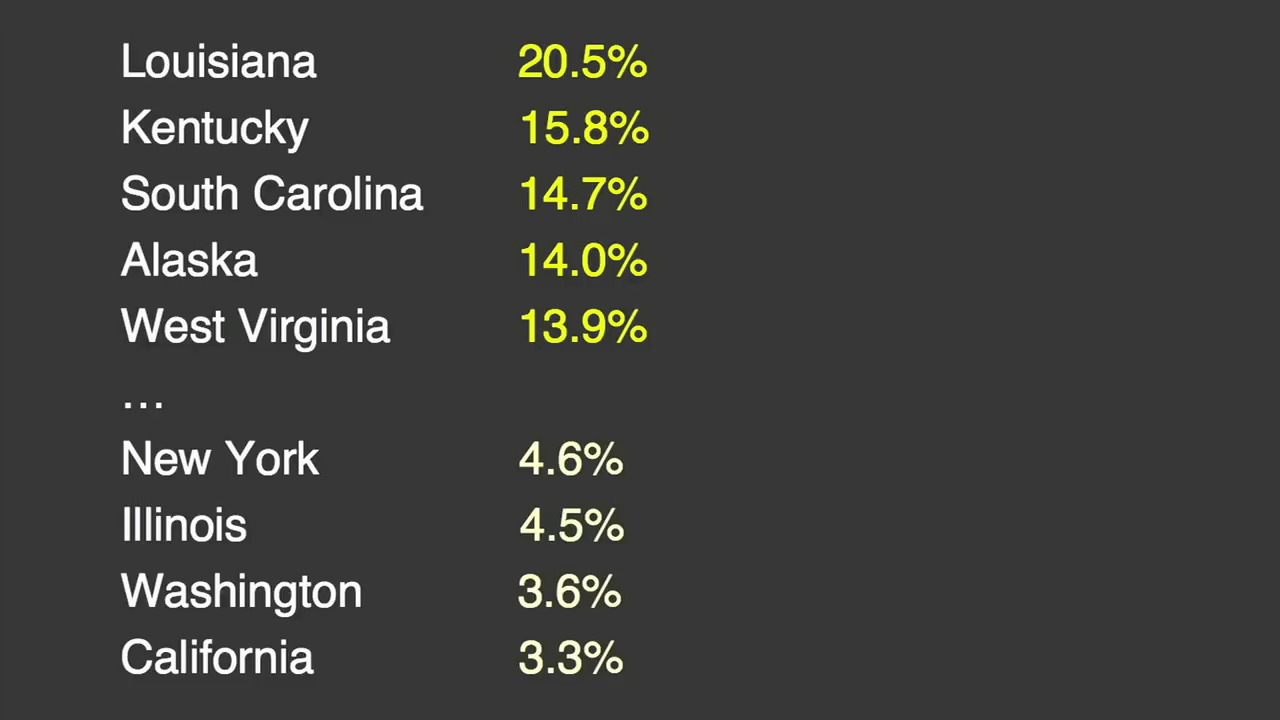 Louisiana 20.5%
Kentucky 15.8%
South Carolina 14.7%
Alaska 14.0%
West Virginia 13.9%
...
New York 4.6%
Illinois 4.5%
Washington 3.6%
California 3.3%